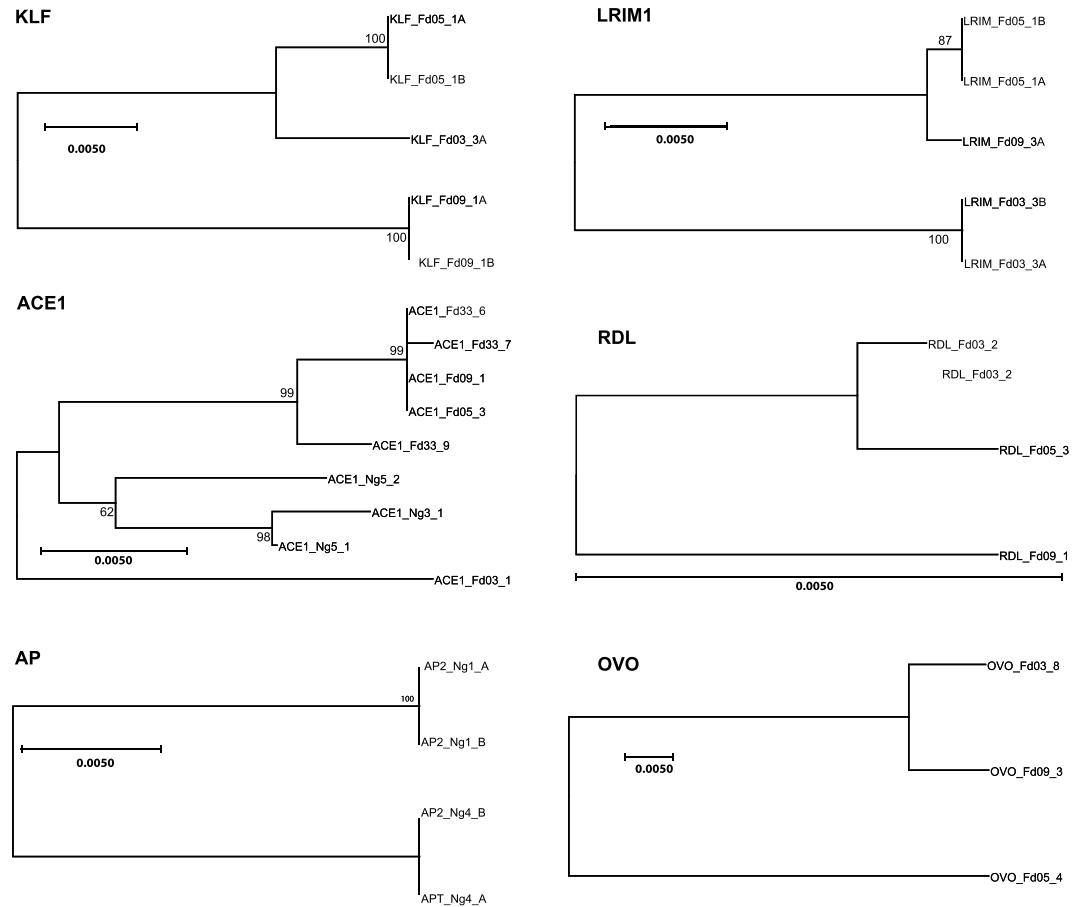 KLF
KLF_Fd05_1A
100
KLF_Fd05_1B
0.0050
KLF_Fd03_3A
KLF_Fd09_1A
100
KLF_Fd09_1B
LRIM1
LRIM_Fd05_1B
87
LRIM_Fd05_1A
0.0050
LRIM_Fd09_3A
LRIM_Fd03_3B
100
LRIM_Fd03_3A
ACE1
ACE1_Fd33_6
ACE1_Fd33_7
99
ACE1_Fd09_1
99
ACE1_Fd05_3
ACE1_Fd33_9
ACE1_Ng5_2
62
ACE1_Ng3_1
98
ACE1_Ng5_1
0.0050
ACE1_Fd03_1
RDL
RDL_Fd03_2
RDL_Fd03_2
RDL_Fd05_3
RDL_Fd09_1
0.0050
AP
AP2_Ng1_A
100
AP2_Ng1_B
0.0050
AP2_Ng4_B
APT_Ng4_A
OVO
OVO_Fd03_8
0.0050
OVO_Fd09_3
OVO_Fd05_4